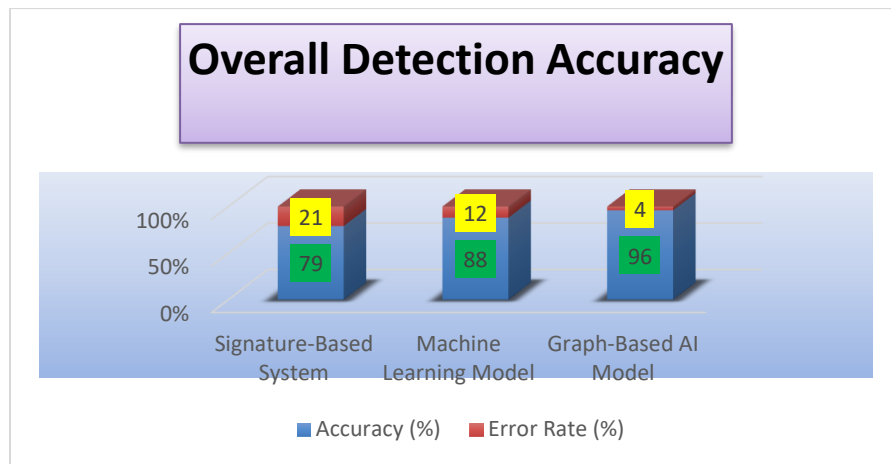 Overall Detection Accuracy
100%
50%
0%
21
12
4
79
88
96
Signature-Based
System
Machine
Learning Model
Graph-Based AI
Model
Accuracy (%)
Error Rate (%)